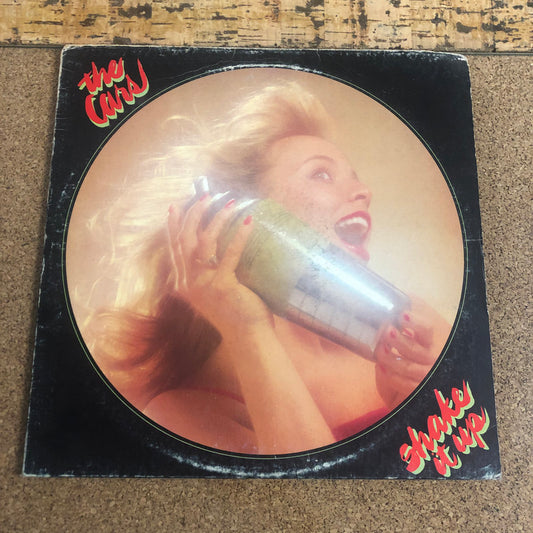 the
Cars
shake
it up